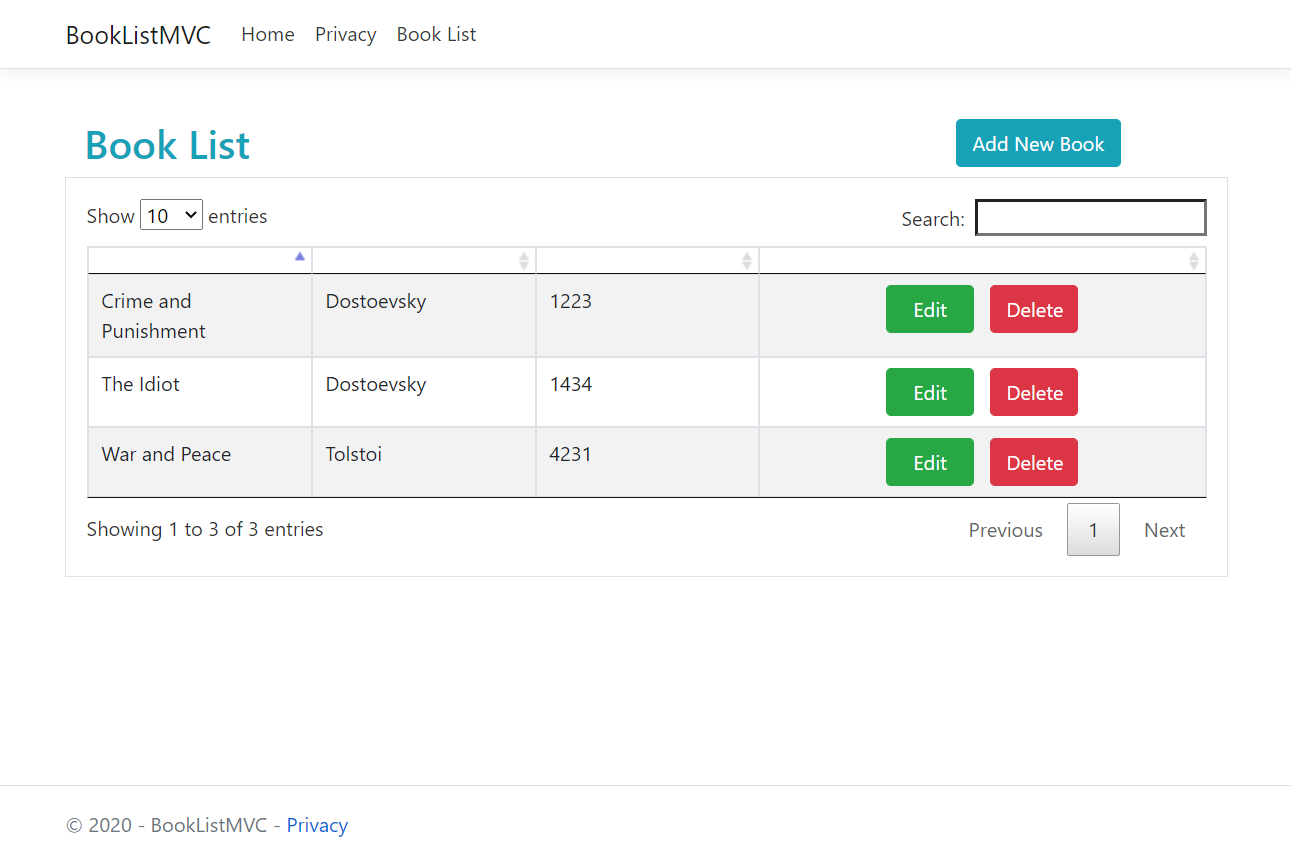 BookListMVC Home Privacy Book List
Book List Add New Book
Show 10 entries Search:
Crime and Punishment Dostoevsky 1223 Edit Delete
The Idiot Dostoevsky 1434 Edit Delete
War and Peace Tolstoi 4231 Edit Delete
Showing 1 to 3 of 3 entries Previous 1 Next
© 2020 - BookListMVC - Privacy